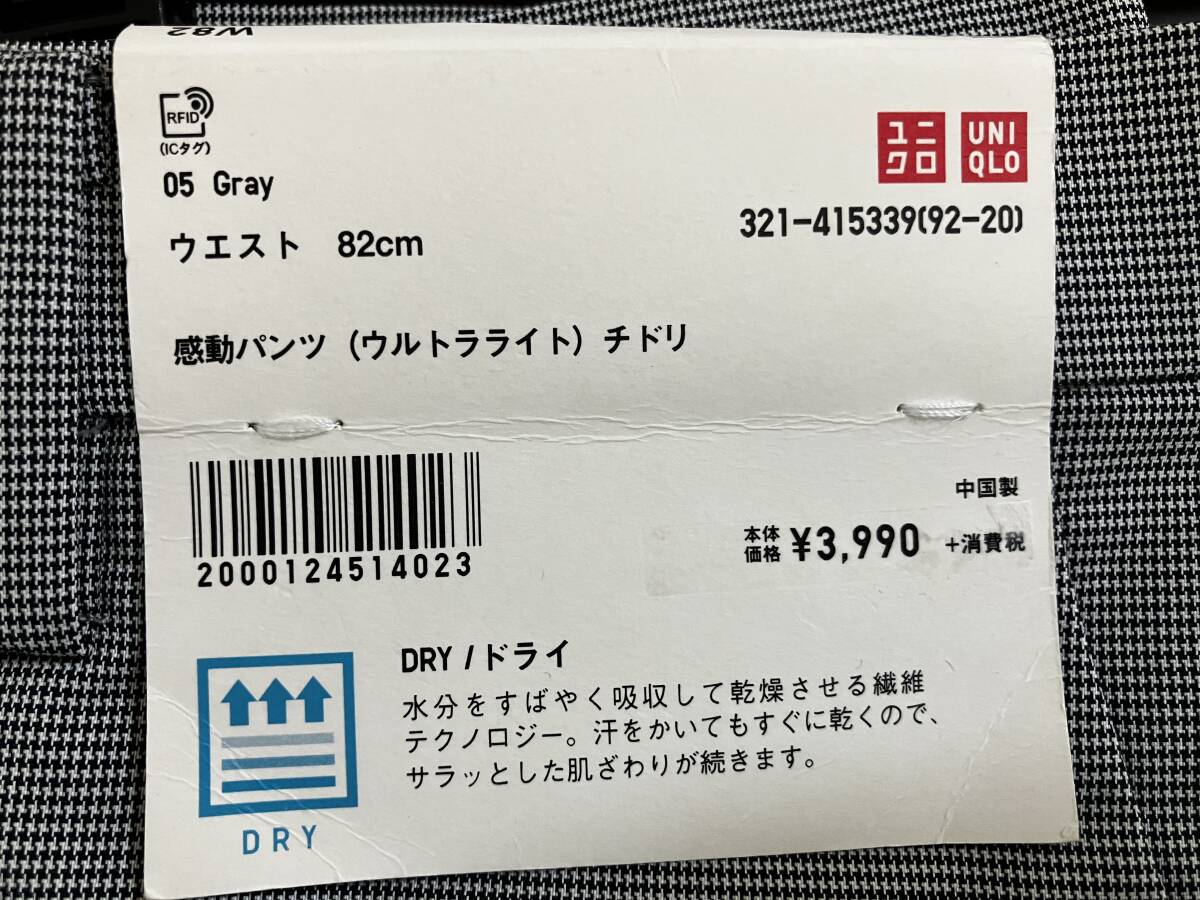 W82
RFID
(ICタグ)
05 Gray
ユニ
クロ
UNI
QLO
321-415339(92-20)
ウエスト 82cm
感動パンツ(ウルトラライト)チドリ
中国製
本体
価格 ¥3,990 +消費税
2000124514023
DRY
DRY / ドライ
水分をすばやく吸収して乾燥させる繊維
テクノロジー。汗をかいてもすぐに乾くので、
サラッとした肌ざわりが続きます。